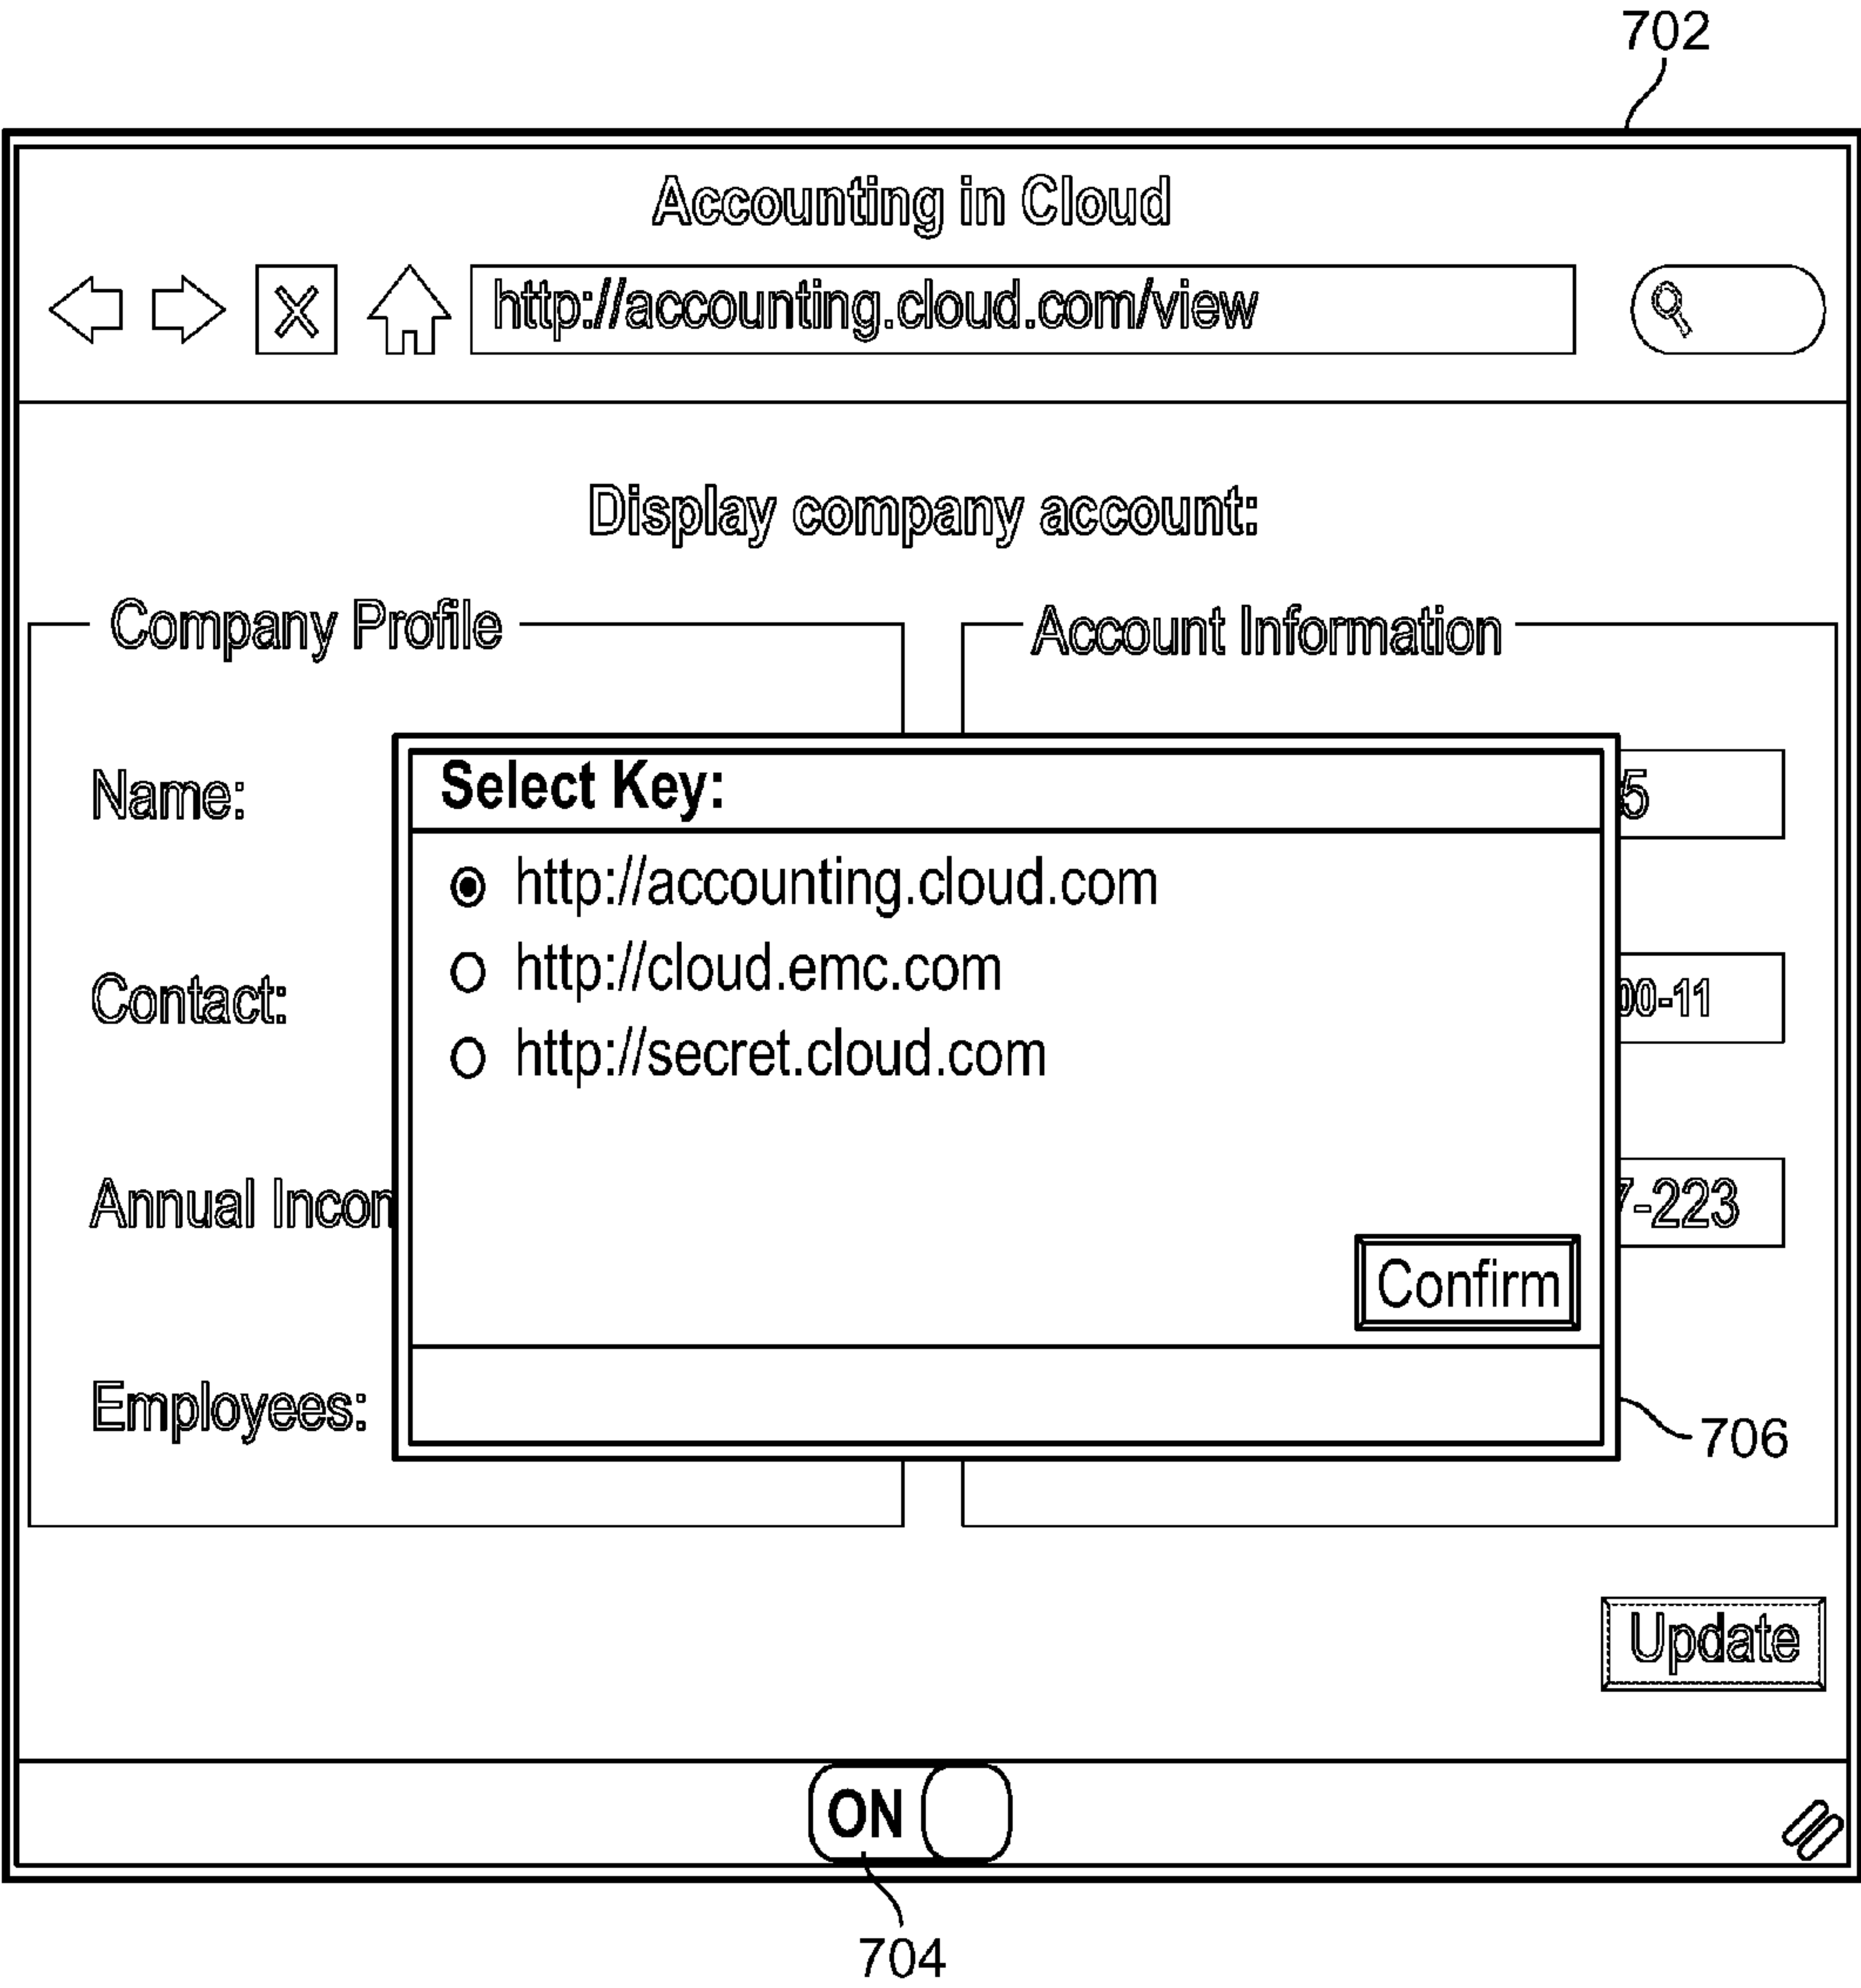 702
Accounting in Cloud
http://accounting.cloud.com/view
Display company account:
Company Profile
Account Information
Select Key:
Name:
5
http://accounting.cloud.com
http://cloud.emc.com
Contact:
00-11
http://secret.cloud.com
Annual Incom
7-223
Confirm
Employees:
706
Update
ON
704